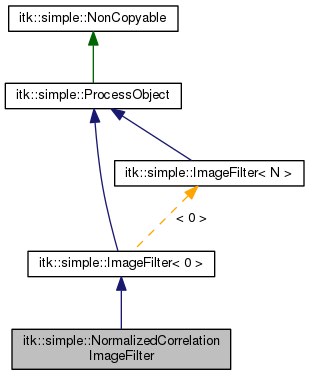 itk::simple::NonCopyable
itk::simple::ProcessObject
itk::simple::ImageFilter< N >
< 0 >
itk::simple::ImageFilter< 0 >
itk::simple::NormalizedCorrelation
ImageFilter